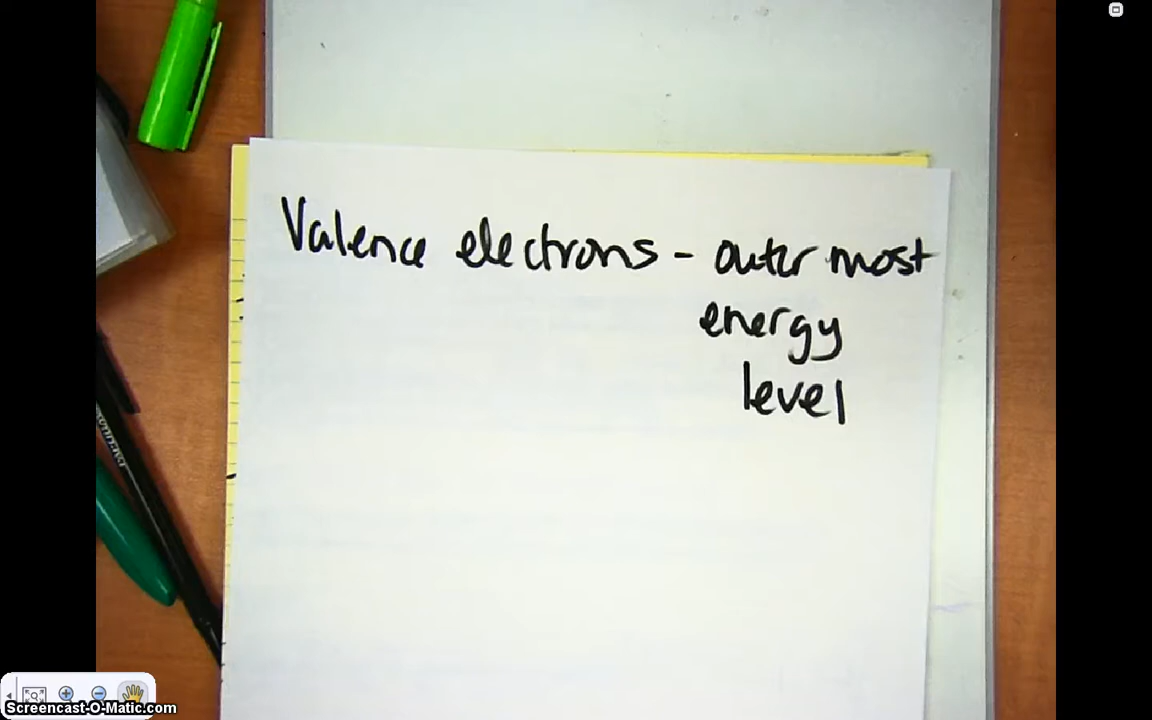 Valence electrons - outer most
energy
level
Screencast-O-Matic.com